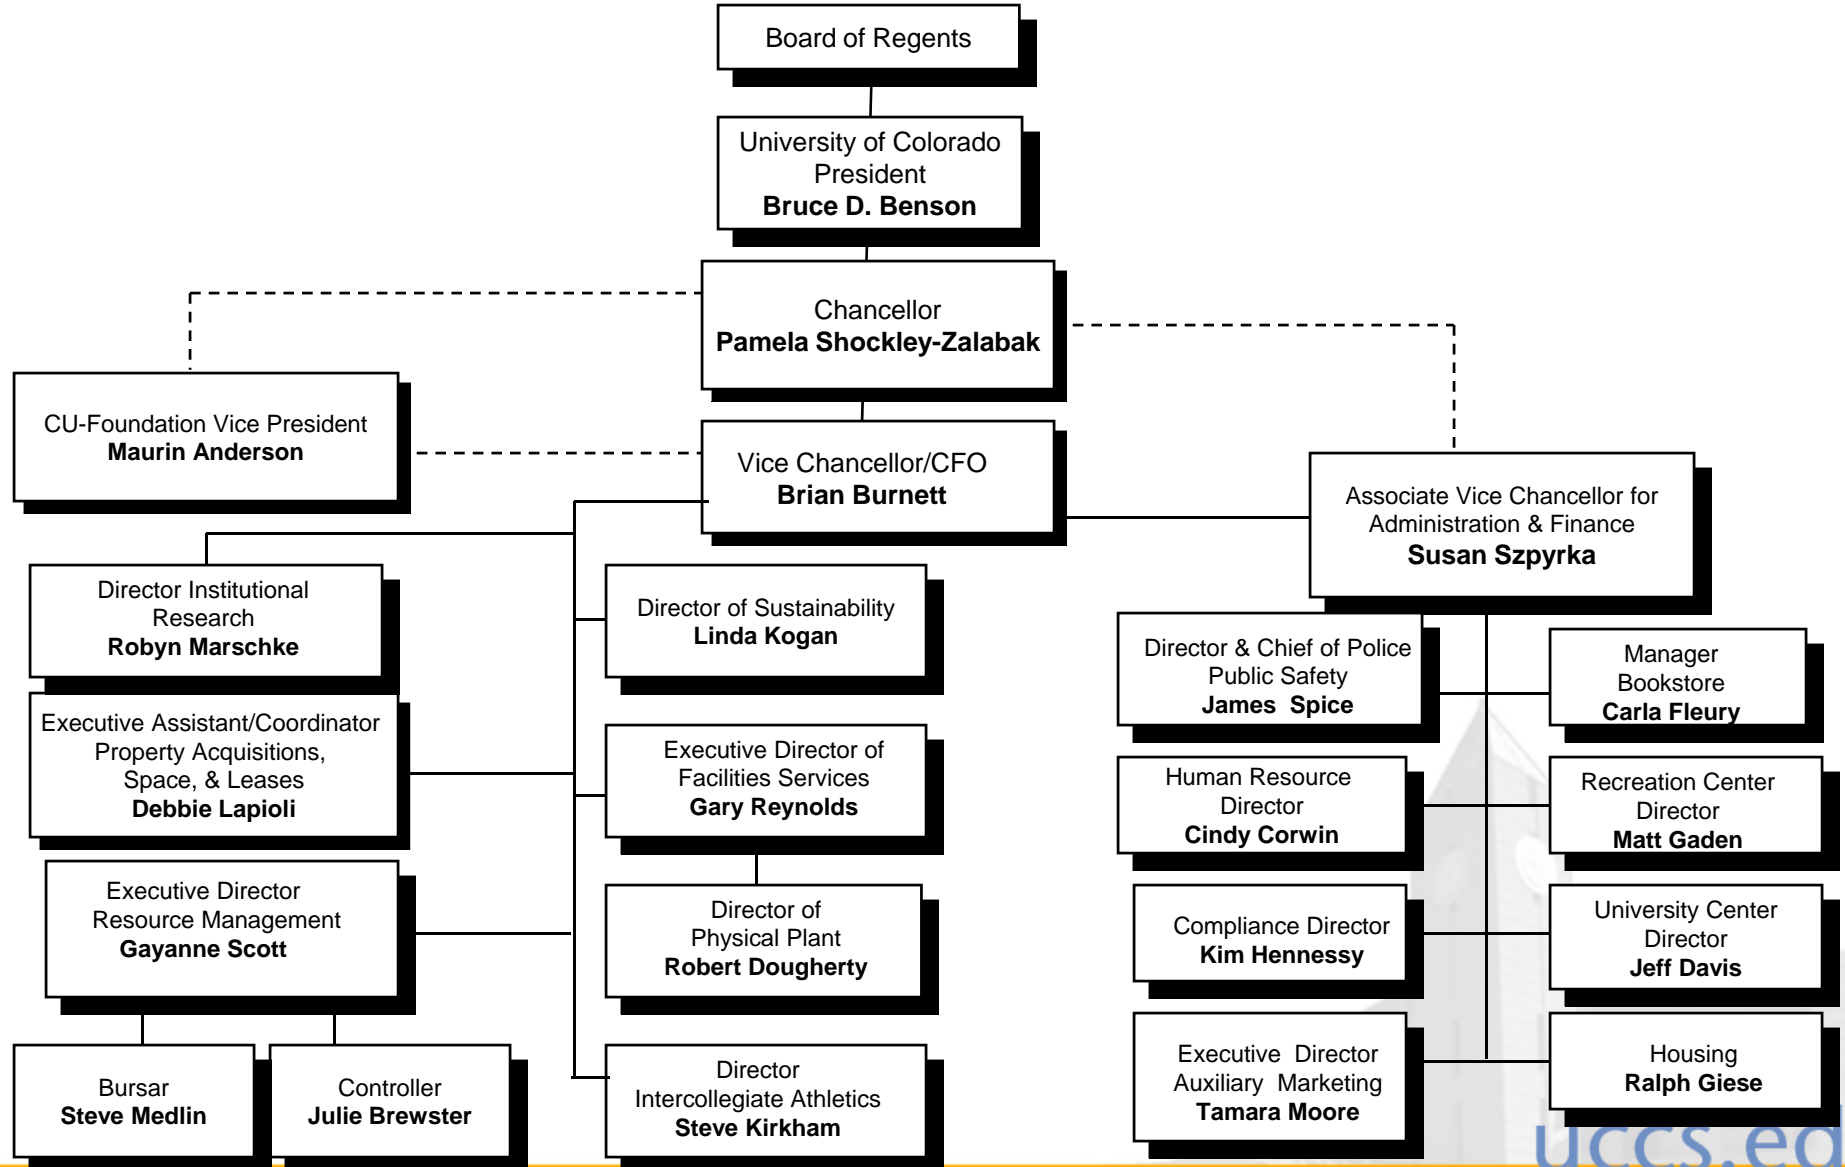 Board of Regents
University of Colorado
President
Bruce D. Benson
Chancellor
Pamela Shockley-Zalabak
CU-Foundation Vice President
Maurin Anderson
Vice Chancellor/CFO
Brian Burnett
Associate Vice Chancellor for
Administration & Finance
Susan Szpyrka
Director Institutional
Research
Robyn Marschke
Director of Sustainability
Linda Kogan
Director & Chief of Police
Public Safety
James Spice
Manager
Bookstore
Carla Fleury
Executive Assistant/Coordinator
Property Acquisitions,
Space, & Leases
Debbie Lapioli
Executive Director of
Facilities Services
Gary Reynolds
Human Resource
Director
Cindy Corwin
Recreation Center
Director
Matt Gaden
Executive Director
Resource Management
Gayanne Scott
Director of
Physical Plant
Robert Dougherty
Compliance Director
Kim Hennessy
University Center
Director
Jeff Davis
Bursar
Steve Medlin
Controller
Julie Brewster
Director
Intercollegiate Athletics
Steve Kirkham
Executive Director
Auxiliary Marketing
Tamara Moore
Housing
Ralph Giese
uccs.ed